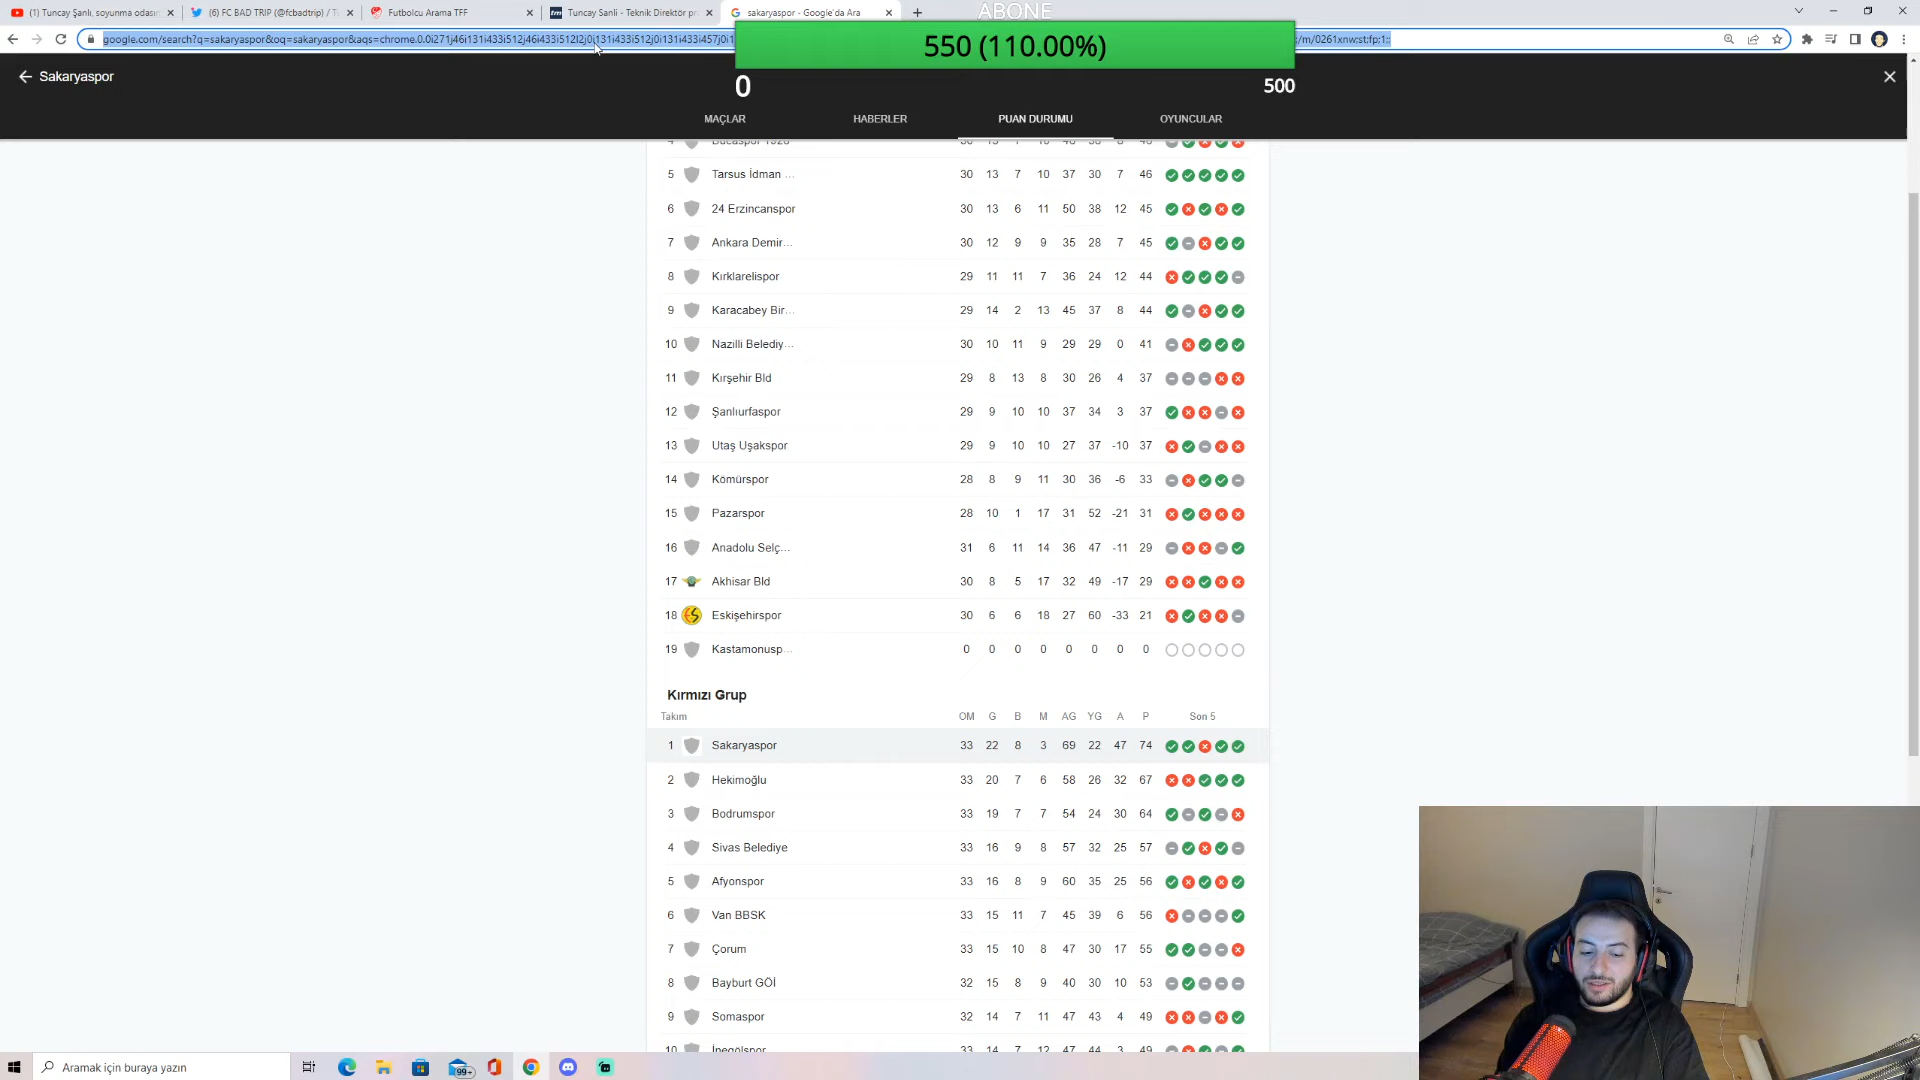 (1) Tuncay Şanlı, soyunma odasın
(6) FC BAD TRIP (@fcbadtrip) / Tw
Futbolcu Arama TFF
Tuncay Sanli - Teknik Direktör pro
sakaryaspor - Google'da Ara
ABONE
550 (110.00%)
0 500
Sakaryaspor
MAÇLAR HABERLER PUAN DURUMU OYUNCULAR
5 Tarsus İdman ... 30 13 7 10 37 30 7 46
6 24 Erzincanspor 30 13 6 11 50 38 12 45
7 Ankara Demir... 30 12 9 9 35 28 7 45
8 Kırklarelispor 29 11 11 7 36 24 12 44
9 Karacabey Bir... 29 14 2 13 45 37 8 44
10 Nazilli Belediy... 30 10 11 9 29 29 0 41
11 Kırşehir Bld 29 8 13 8 30 26 4 37
12 Şanlıurfaspor 29 9 10 10 37 34 3 37
13 Utaş Uşakspor 29 9 10 10 27 37 -10 37
14 Kömürspor 28 8 9 11 30 36 -6 33
15 Pazarspor 28 10 1 17 31 52 -21 31
16 Anadolu Selç... 31 6 11 14 36 47 -11 29
17 Akhisar Bld 30 8 5 17 32 49 -17 29
18 Eskişehirspor 30 6 6 18 27 60 -33 21
19 Kastamonusp... 0 0 0 0 0 0 0 0
Kırmızı Grup
Takım OM G B M AG YG A P Son 5
1 Sakaryaspor 33 22 8 3 69 22 47 74
2 Hekimoğlu 33 20 7 6 58 26 32 67
3 Bodrumspor 33 19 7 7 54 24 30 64
4 Sivas Belediye 33 16 9 8 57 32 25 57
5 Afyonspor 33 16 8 9 60 35 25 56
6 Van BBSK 33 15 11 7 45 39 6 56
7 Çorum 33 15 10 8 47 30 17 55
8 Bayburt GÖİ 32 15 8 9 40 30 10 53
9 Somaspor 32 14 7 11 47 43 4 49
10 İnegölspor 33 14 7 12 47 44 3 49
Aramak için buraya yazın
99+